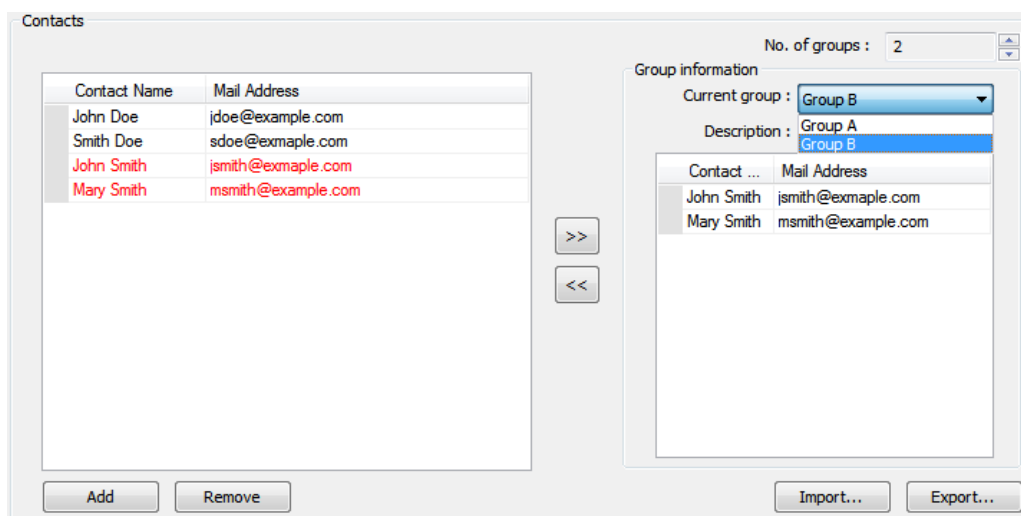 Contacts
No. of groups : 2
Group information
Current group : Group B
Description : Group A
Group B
Contact Name Mail Address
John Doe jdoe@example.com
Smith Doe sdoe@exmaple.com
John Smith jsmith@exmaple.com
Mary Smith msmith@example.com
>>
<<
Contact ... Mail Address
John Smith jsmith@exmaple.com
Mary Smith msmith@example.com
Add Remove Import... Export...